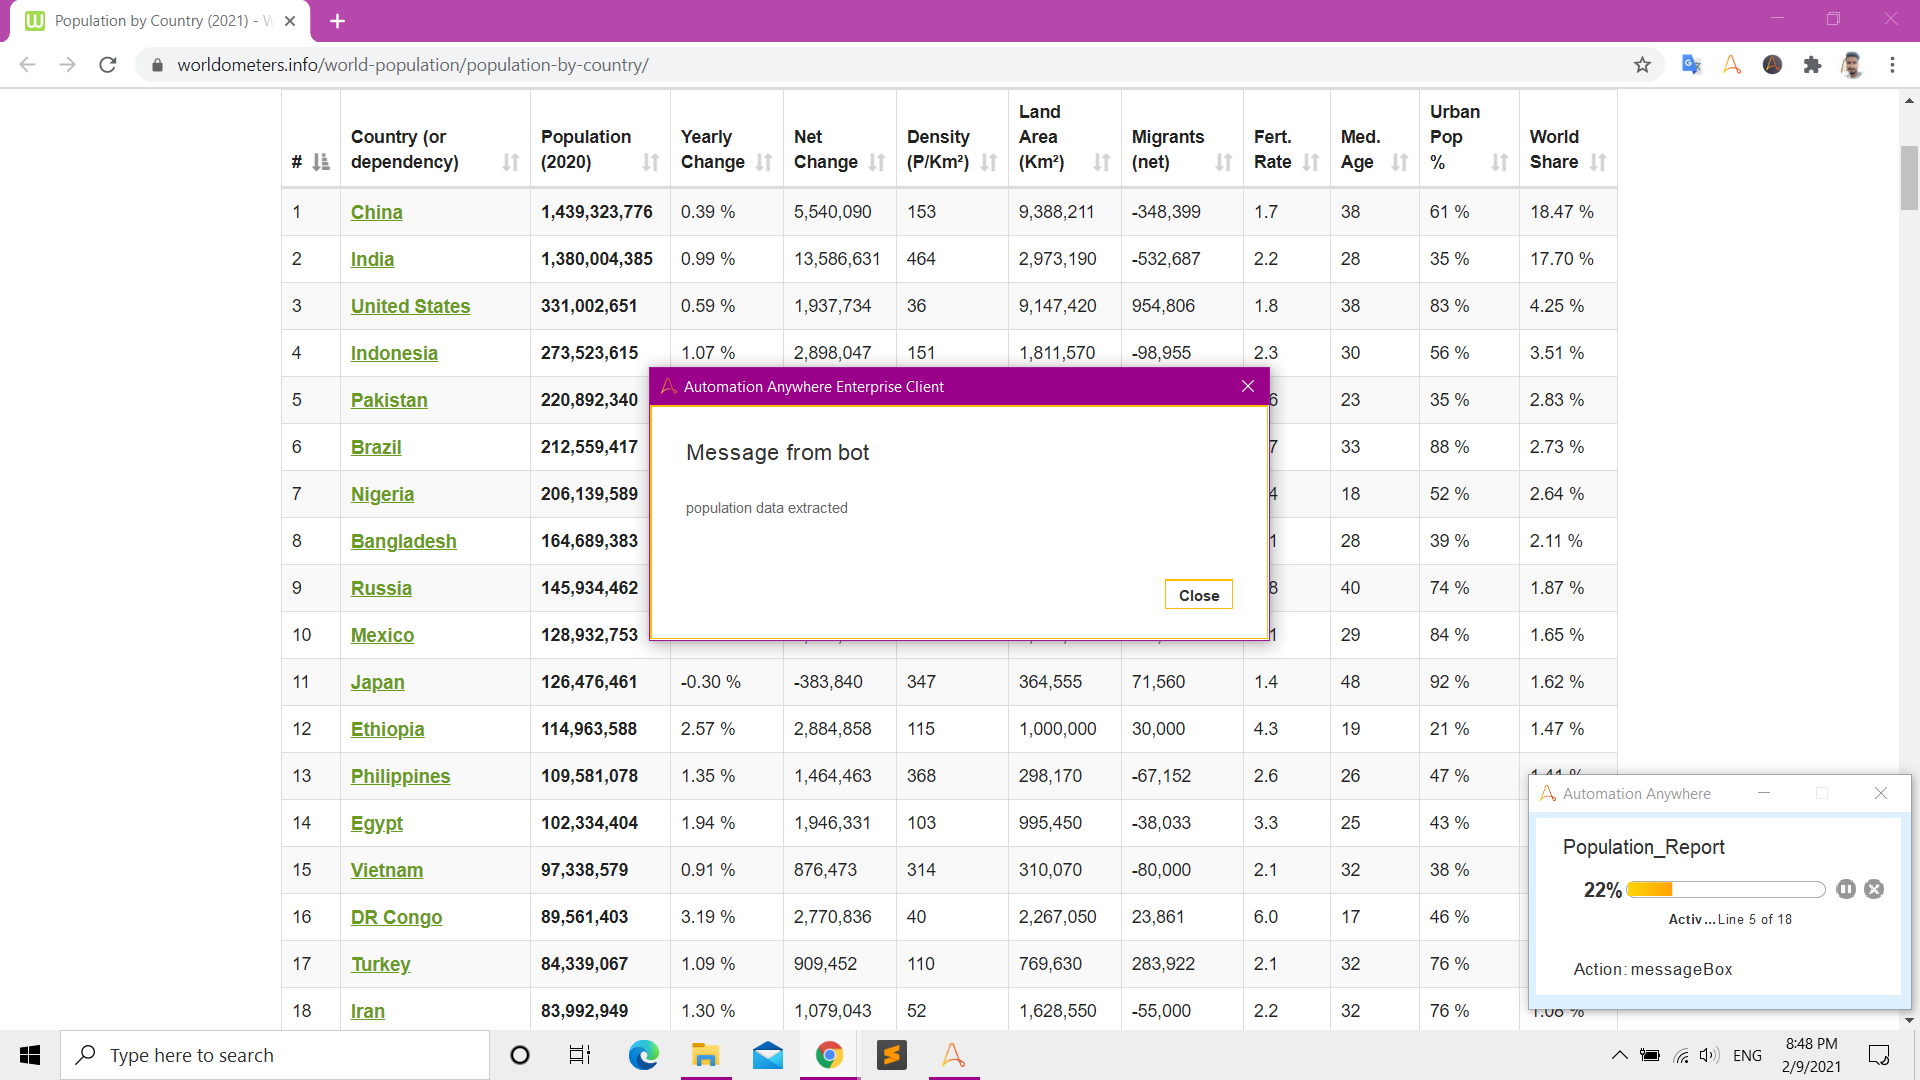 Population by Country (2021) - W
worldometers.info/world-population/population-by-country/
# Country (or dependency) Population (2020) Yearly Change Net Change Density (P/Km²) Land Area (Km²) Migrants (net) Fert. Rate Med. Age Urban Pop % World Share
1 China 1,439,323,776 0.39 % 5,540,090 153 9,388,211 -348,399 1.7 38 61 % 18.47 %
2 India 1,380,004,385 0.99 % 13,586,631 464 2,973,190 -532,687 2.2 28 35 % 17.70 %
3 United States 331,002,651 0.59 % 1,937,734 36 9,147,420 954,806 1.8 38 83 % 4.25 %
4 Indonesia 273,523,615 1.07 % 2,898,047 151 1,811,570 -98,955 2.3 30 56 % 3.51 %
5 Pakistan 220,892,340 6 23 35 % 2.83 %
6 Brazil 212,559,417 7 33 88 % 2.73 %
7 Nigeria 206,139,589 4 18 52 % 2.64 %
8 Bangladesh 164,689,383 1 28 39 % 2.11 %
9 Russia 145,934,462 8 40 74 % 1.87 %
10 Mexico 128,932,753 1 29 84 % 1.65 %
11 Japan 126,476,461 -0.30 % -383,840 347 364,555 71,560 1.4 48 92 % 1.62 %
12 Ethiopia 114,963,588 2.57 % 2,884,858 115 1,000,000 30,000 4.3 19 21 % 1.47 %
13 Philippines 109,581,078 1.35 % 1,464,463 368 298,170 -67,152 2.6 26 47 % 1.41 %
14 Egypt 102,334,404 1.94 % 1,946,331 103 995,450 -38,033 3.3 25 43 %
15 Vietnam 97,338,579 0.91 % 876,473 314 310,070 -80,000 2.1 32 38 %
16 DR Congo 89,561,403 3.19 % 2,770,836 40 2,267,050 23,861 6.0 17 46 %
17 Turkey 84,339,067 1.09 % 909,452 110 769,630 283,922 2.1 32 76 %
18 Iran 83,992,949 1.30 % 1,079,043 52 1,628,550 -55,000 2.2 32 76 % 1.08 %
Automation Anywhere Enterprise Client
Message from bot
population data extracted
Close
Automation Anywhere
Population_Report
22%
Activ...Line 5 of 18
Action: messageBox
Type here to search
ENG
8:48 PM
2/9/2021